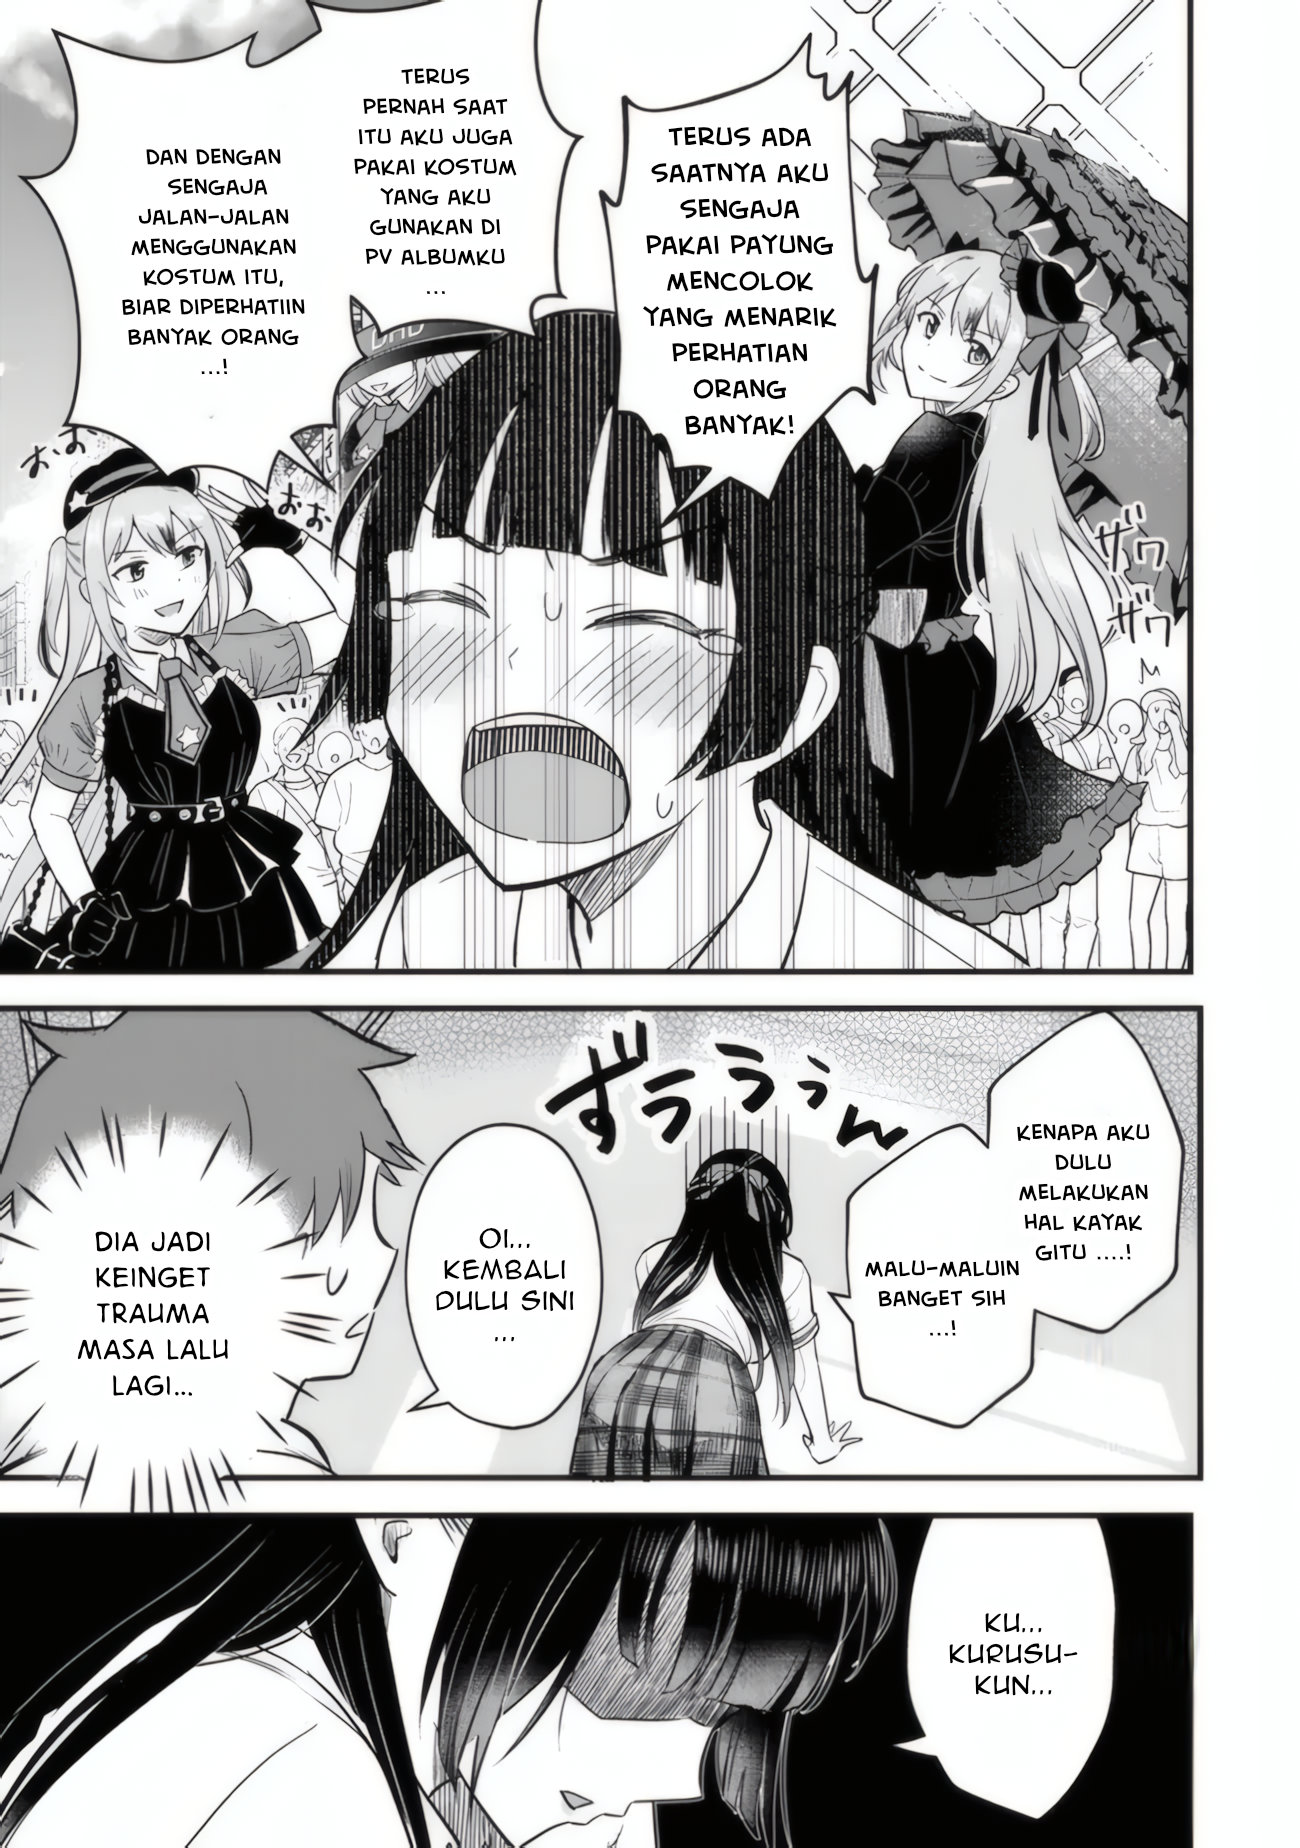 TERUS ADA
SAATNYA AKU
SENGAJA
PAKAI PAYUNG
MENCOLOK
YANG MENARIK
PERHATIAN
ORANG
BANYAK!
TERUS
PERNAH SAAT
ITU AKU JUGA
PAKAI KOSTUM
YANG AKU
GUNAKAN DI
PV ALBUMKU
...
DAN DENGAN
SENGAJA
JALAN-JALAN
MENGGUNAKAN
KOSTUM ITU,
BIAR DIPERHATIIN
BANYAK ORANG
...!
ザワ
ザワ
おお
おお
KENAPA AKU
DULU
MELAKUKAN
HAL KAYAK
GITU ....!
MALU-MALUIN
BANGET SIH
...!
ずうううん
OI...
KEMBALI
DULU SINI
...
DIA JADI
KEINGET
TRAUMA
MASA LALU
LAGI...
KU...
KURUSU-
KUN...